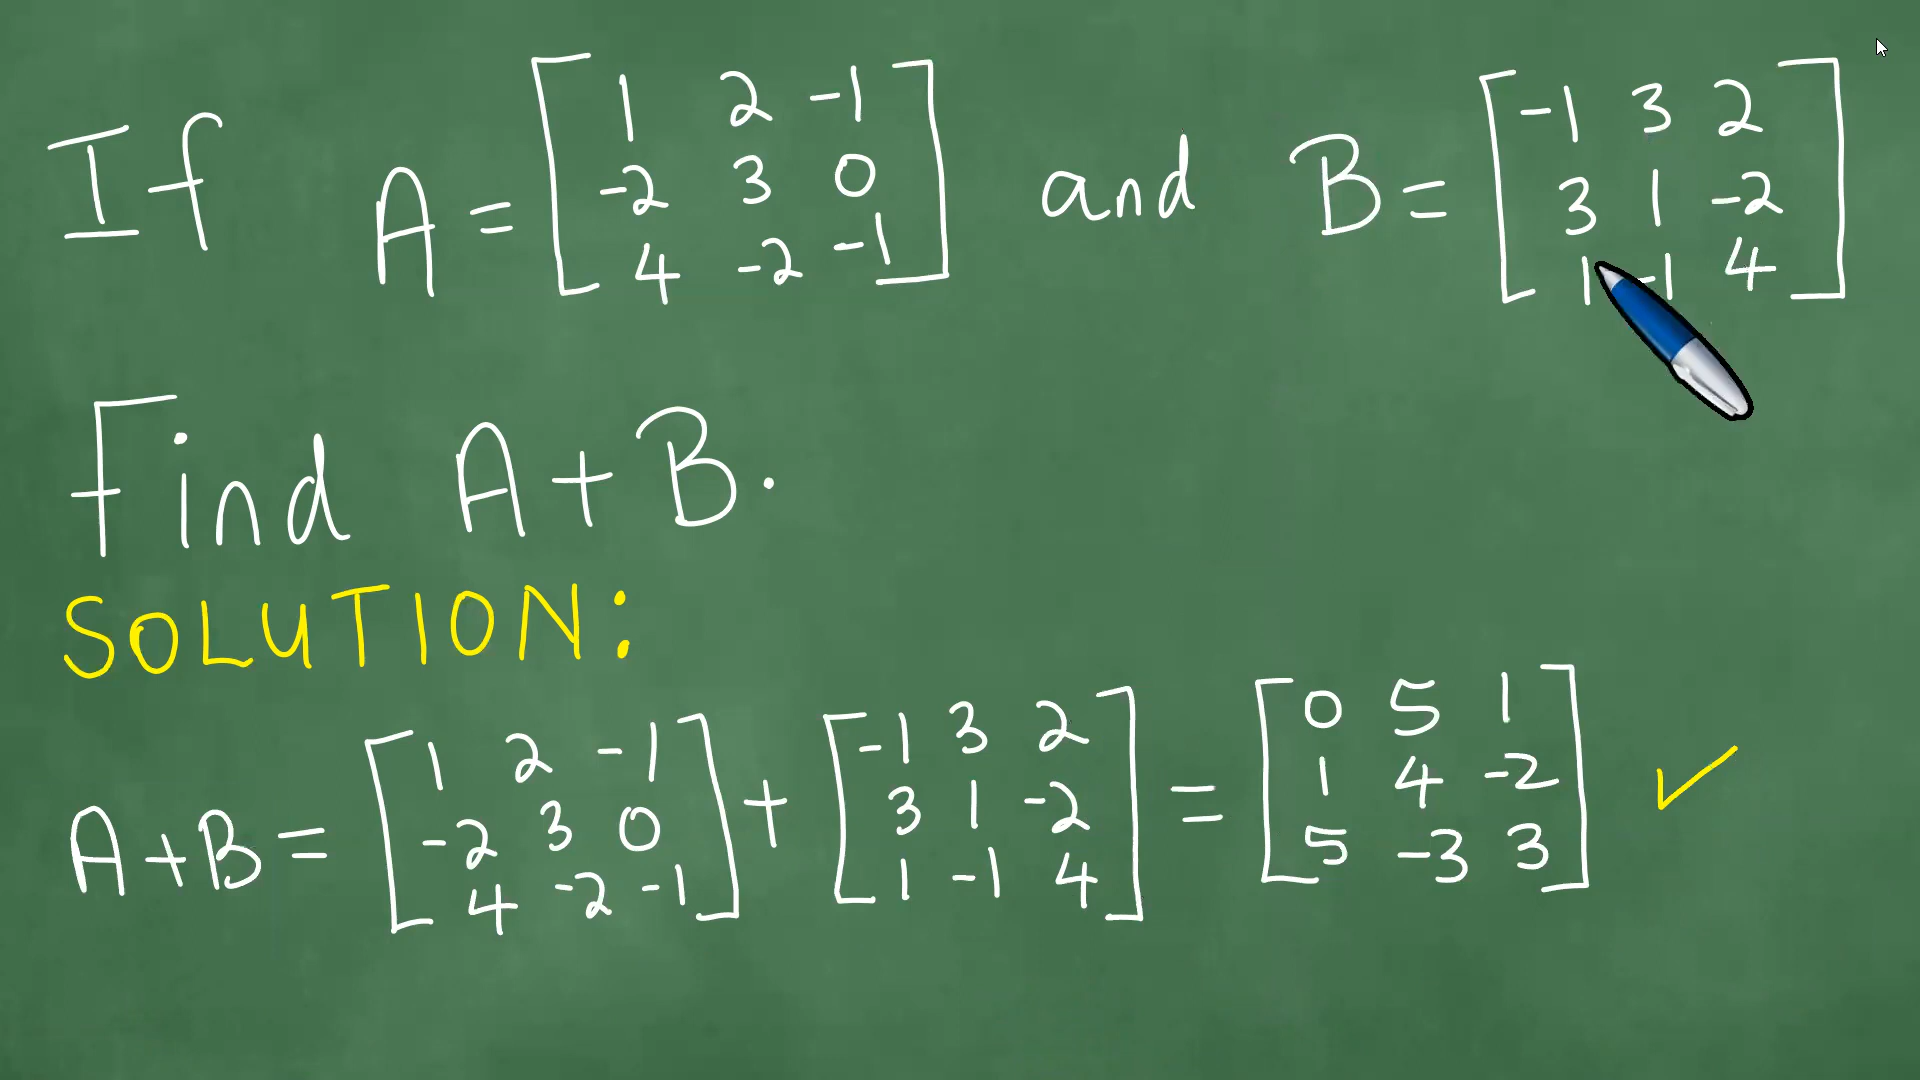 If A = [1 2 -1; -2 3 0; 4 -2 -1] and B = [-1 3 2; 3 1 -2; 1 -1 4]
Find A + B.
SOLUTION:
A + B = [1 2 -1; -2 3 0; 4 -2 -1] + [-1 3 2; 3 1 -2; 1 -1 4] = [0 5 1; 1 4 -2; 5 -3 3] ✓